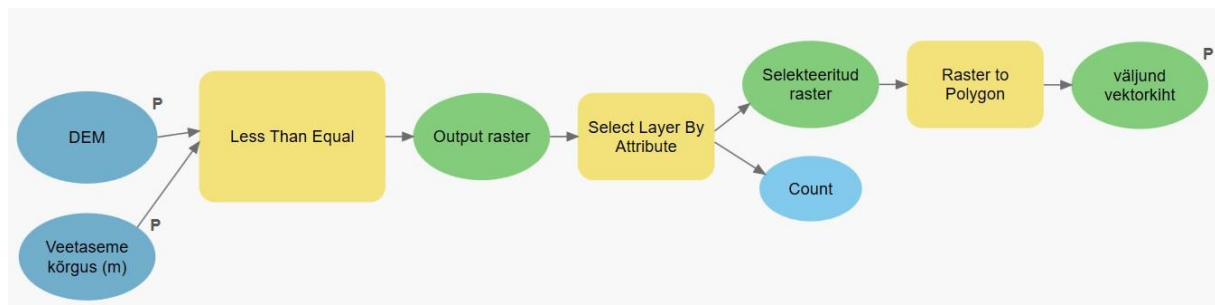 P
DEM
P
Veetaseme
kõrgus (m)
Less Than Equal
Output raster
Select Layer By
Attribute
Selekteeritud
raster
Count
Raster to
Polygon
P
väljund
vektorkiht